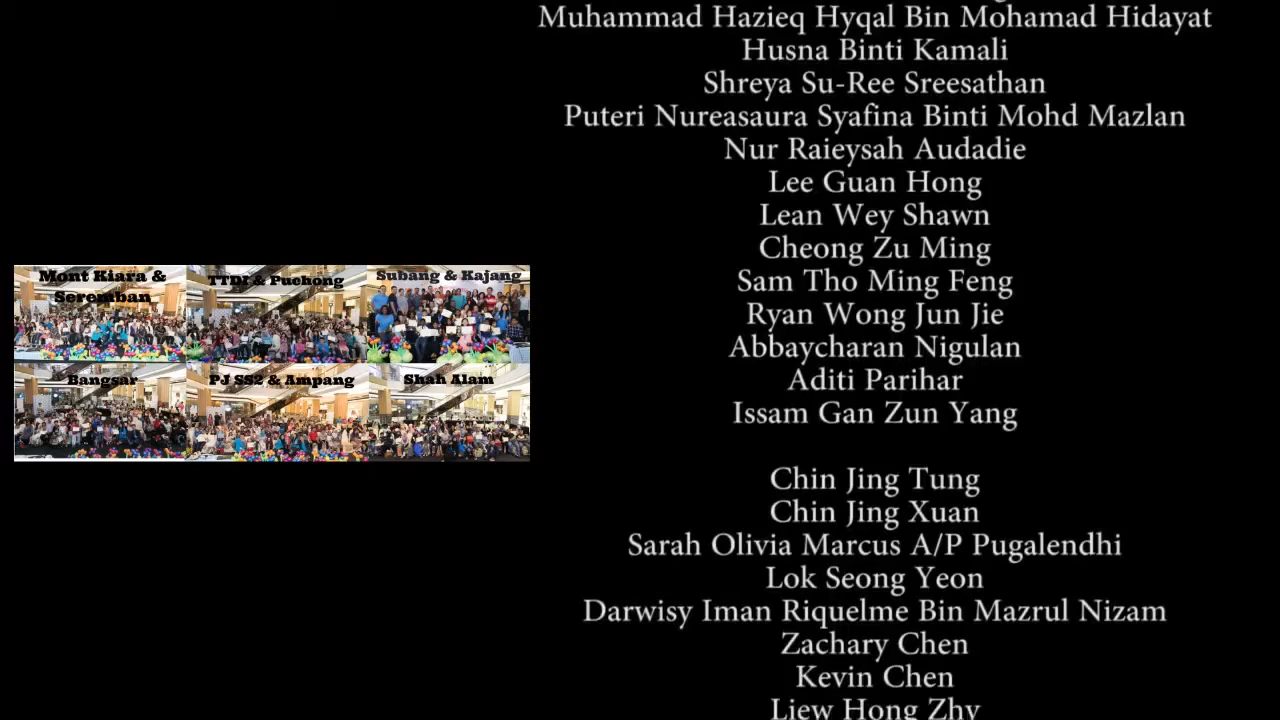 Muhammad Hazieq Hyqal Bin Mohamad Hidayat
Husna Binti Kamali
Shreya Su-Ree Sreesathan
Puteri Nureasaura Syafina Binti Mohd Mazlan
Nur Raieysah Audadie
Lee Guan Hong
Lean Wey Shawn
Cheong Zu Ming
Sam Tho Ming Feng
Ryan Wong Jun Jie
Abbaycharan Nigulan
Aditi Parihar
Issam Gan Zun Yang
Chin Jing Tung
Chin Jing Xuan
Sarah Olivia Marcus A/P Pugalendhi
Lok Seong Yeon
Darwisy Iman Riquelme Bin Mazrul Nizam
Zachary Chen
Kevin Chen
Liew Hong Zhy
Mont Kiara &
Seremban
TTDI & Puchong
Subang & Kajang
Bangsar
PJ SS2 & Ampang
Shah Alam